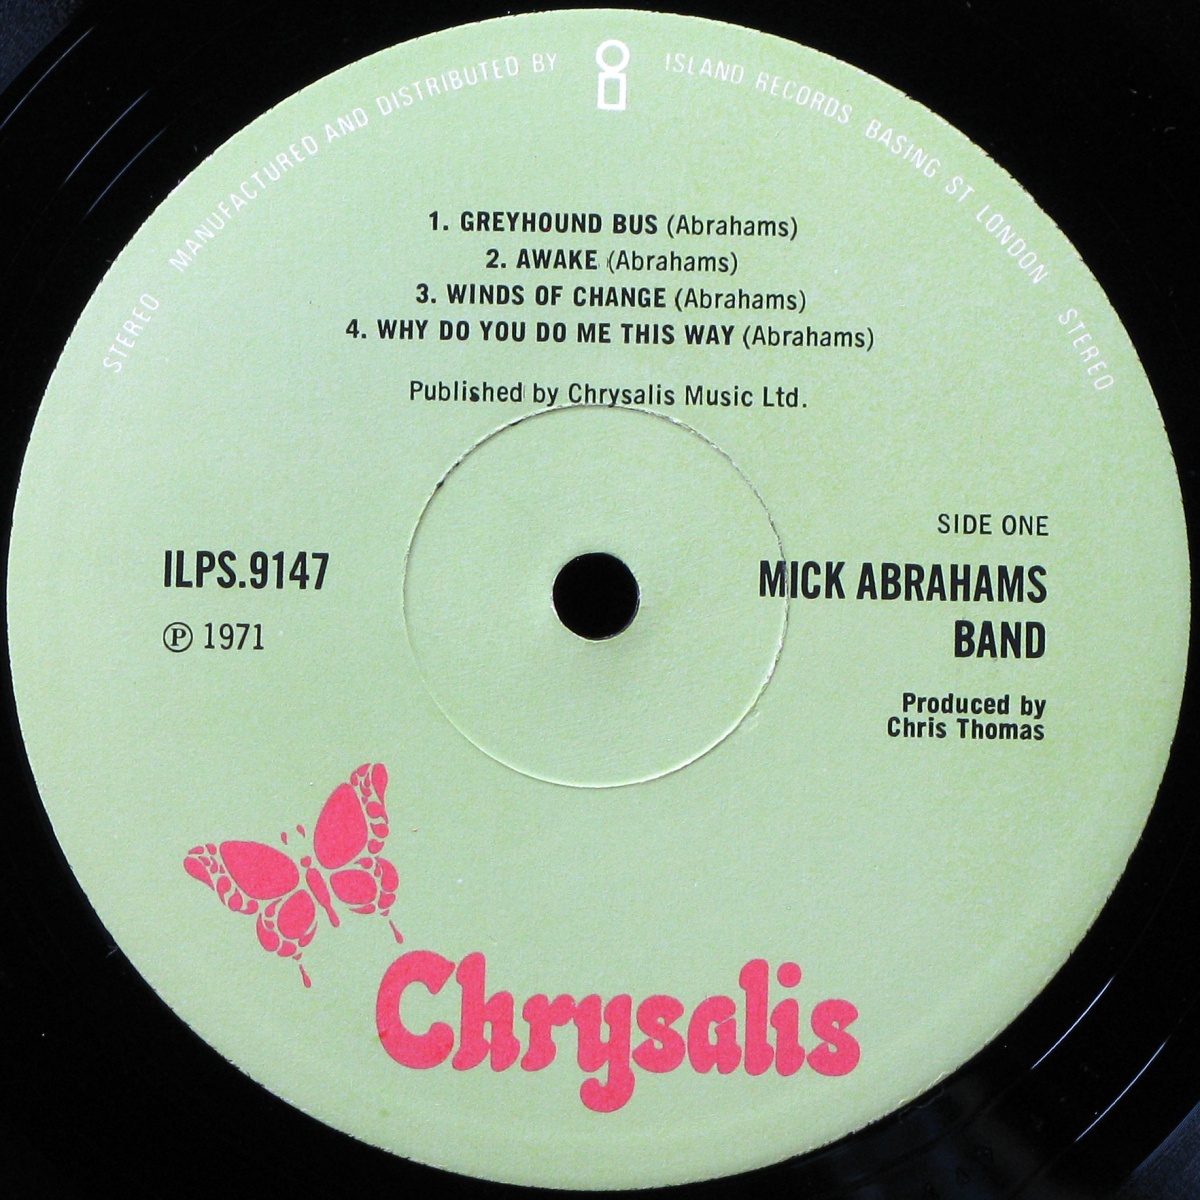 STEREO MANUFACTURED AND DISTRIBUTED BY ISLAND RECORDS BASING ST LONDON STEREO
1. GREYHOUND BUS (Abrahams)
2. AWAKE (Abrahams)
3. WINDS OF CHANGE (Abrahams)
4. WHY DO YOU DO ME THIS WAY (Abrahams)
Published by Chrysalis Music Ltd.
ILPS.9147
℗ 1971
SIDE ONE
MICK ABRAHAMS
BAND
Produced by
Chris Thomas
Chrysalis